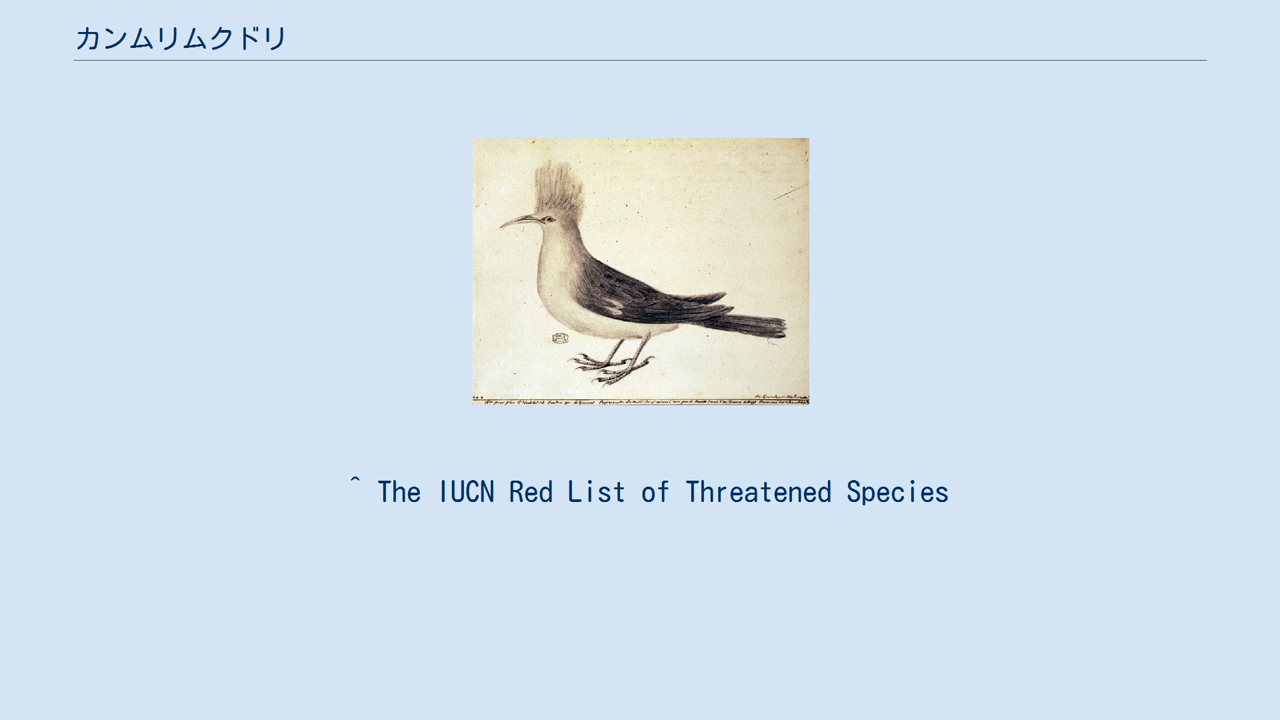 カンムリムクドリ
^ The IUCN Red List of Threatened Species